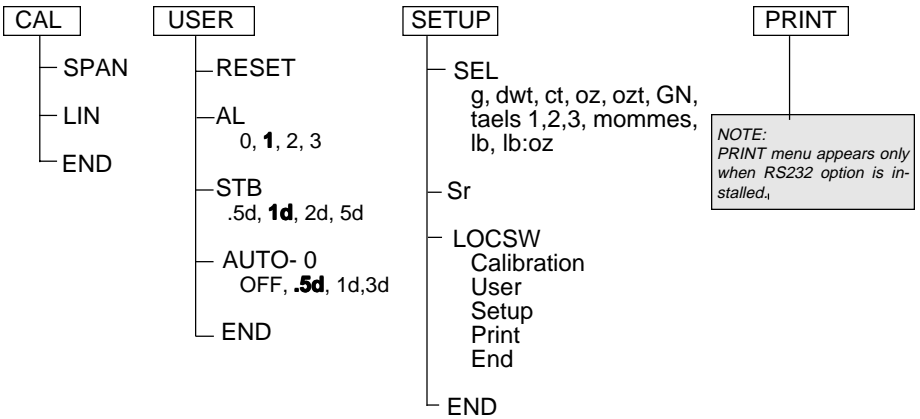 CAL
SPAN
LIN
END
USER
RESET
AL
0, 1, 2, 3
STB
.5d, 1d, 2d, 5d
AUTO- 0
OFF, .5d, 1d,3d
END
SETUP
SEL
g, dwt, ct, oz, ozt, GN,
taels 1,2,3, mommes,
lb, lb:oz
Sr
LOCSW
Calibration
User
Setup
Print
End
END
PRINT
NOTE:
PRINT menu appears only
when RS232 option is in-
stalled.